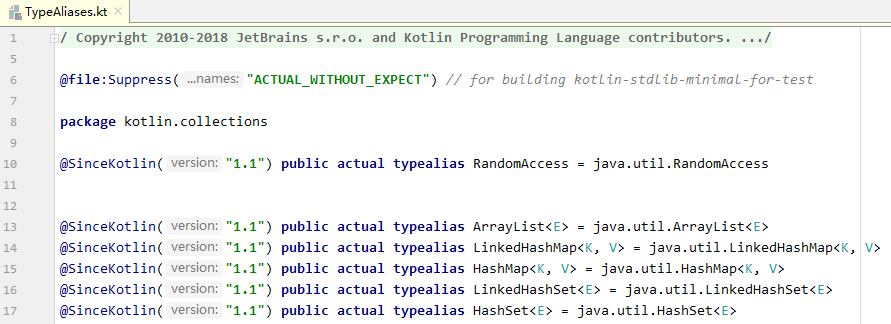 TypeAliases.kt
1 / Copyright 2010-2018 JetBrains s.r.o. and Kotlin Programming Language contributors. .../
5
6 @file:Suppress( ...names: "ACTUAL_WITHOUT_EXPECT") // for building kotlin-stdlib-minimal-for-test
7
8 package kotlin.collections
9
10 @SinceKotlin( version: "1.1") public actual typealias RandomAccess = java.util.RandomAccess
11
12
13 @SinceKotlin( version: "1.1") public actual typealias ArrayList<E> = java.util.ArrayList<E>
14 @SinceKotlin( version: "1.1") public actual typealias LinkedHashMap<K, V> = java.util.LinkedHashMap<K, V>
15 @SinceKotlin( version: "1.1") public actual typealias HashMap<K, V> = java.util.HashMap<K, V>
16 @SinceKotlin( version: "1.1") public actual typealias LinkedHashSet<E> = java.util.LinkedHashSet<E>
17 @SinceKotlin( version: "1.1") public actual typealias HashSet<E> = java.util.HashSet<E>